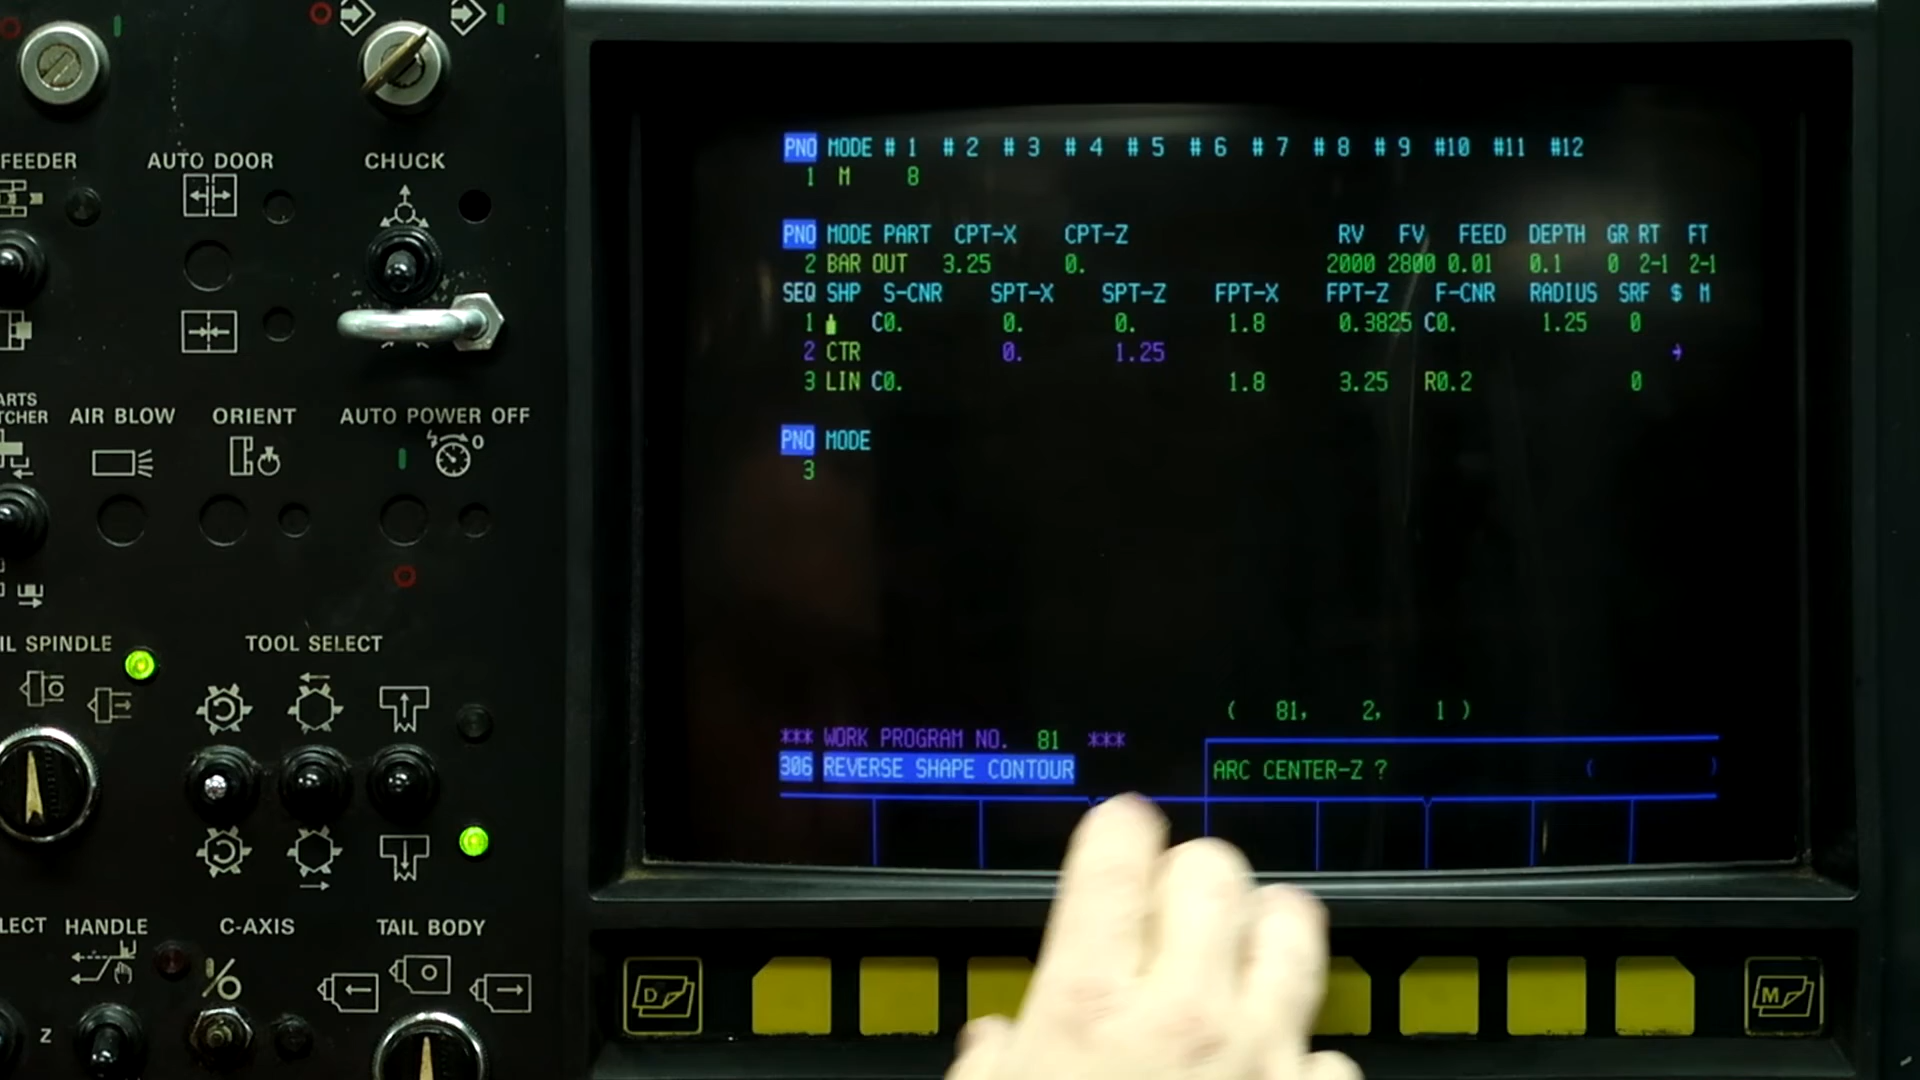 FEEDER
AUTO DOOR
CHUCK
AIR BLOW
ORIENT
AUTO POWER OFF
SPINDLE
TOOL SELECT
HANDLE
C-AXIS
TAIL BODY
Z
PNO MODE # 1 # 2 # 3 # 4 # 5 # 6 # 7 # 8 # 9 #10 #11 #12
1 M 8
PNO MODE PART CPT-X CPT-Z RV FV FEED DEPTH GR RT FT
2 BAR OUT 3.25 0. 2000 2800 0.01 0.1 0 2-1 2-1
SEQ SHP S-CNR SPT-X SPT-Z FPT-X FPT-Z F-CNR RADIUS SRF $ M
1 C0. 0. 0. 1.8 0.3825 C0. 1.25 0
2 CTR 0. 1.25
3 LIN C0. 1.8 3.25 R0.2 0
PNO MODE
3
( 81, 2, 1 )
*** WORK PROGRAM NO. 81 ***
306 REVERSE SHAPE CONTOUR
ARC CENTER-Z ? ( )
D
M